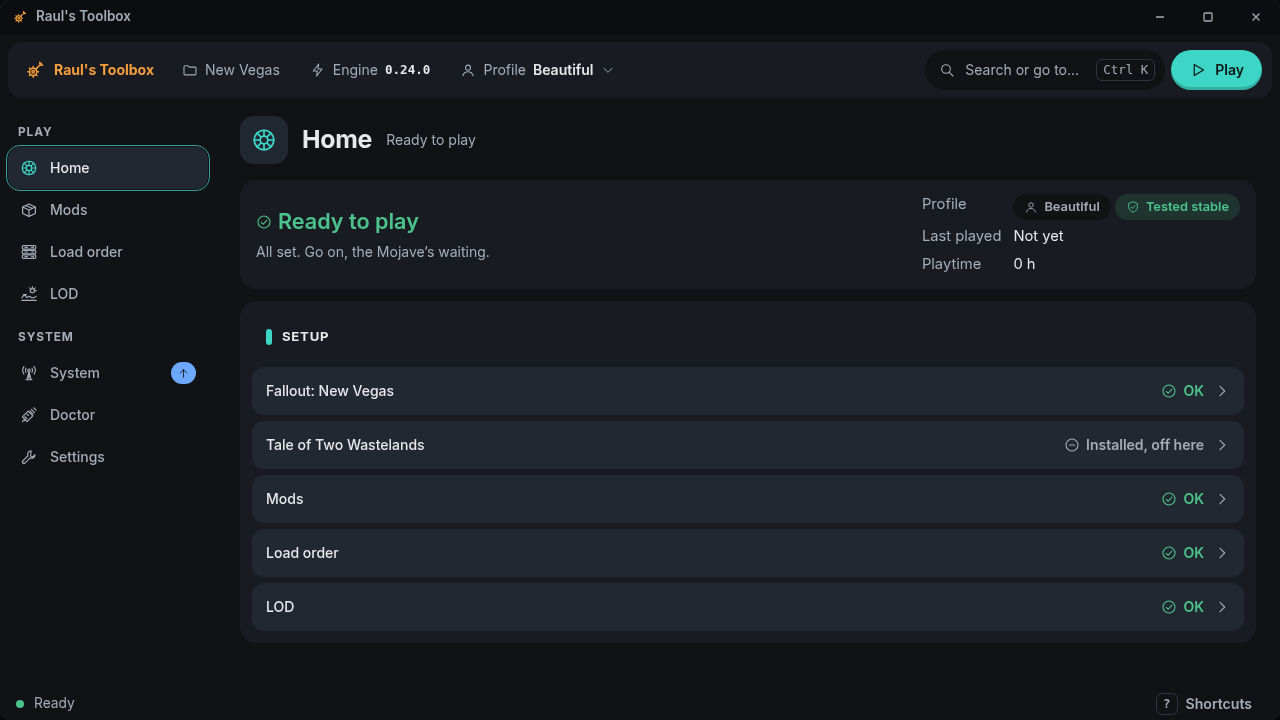 Raul's Toolbox
Raul's Toolbox New Vegas Engine 0.24.0 Profile Beautiful Search or go to... Ctrl K Play
PLAY
Home
Mods
Load order
LOD
SYSTEM
System
Doctor
Settings
Home Ready to play
Ready to play
All set. Go on, the Mojave's waiting.
Profile Beautiful Tested stable
Last played Not yet
Playtime 0 h
SETUP
Fallout: New Vegas OK
Tale of Two Wastelands Installed, off here
Mods OK
Load order OK
LOD OK
Ready
? Shortcuts